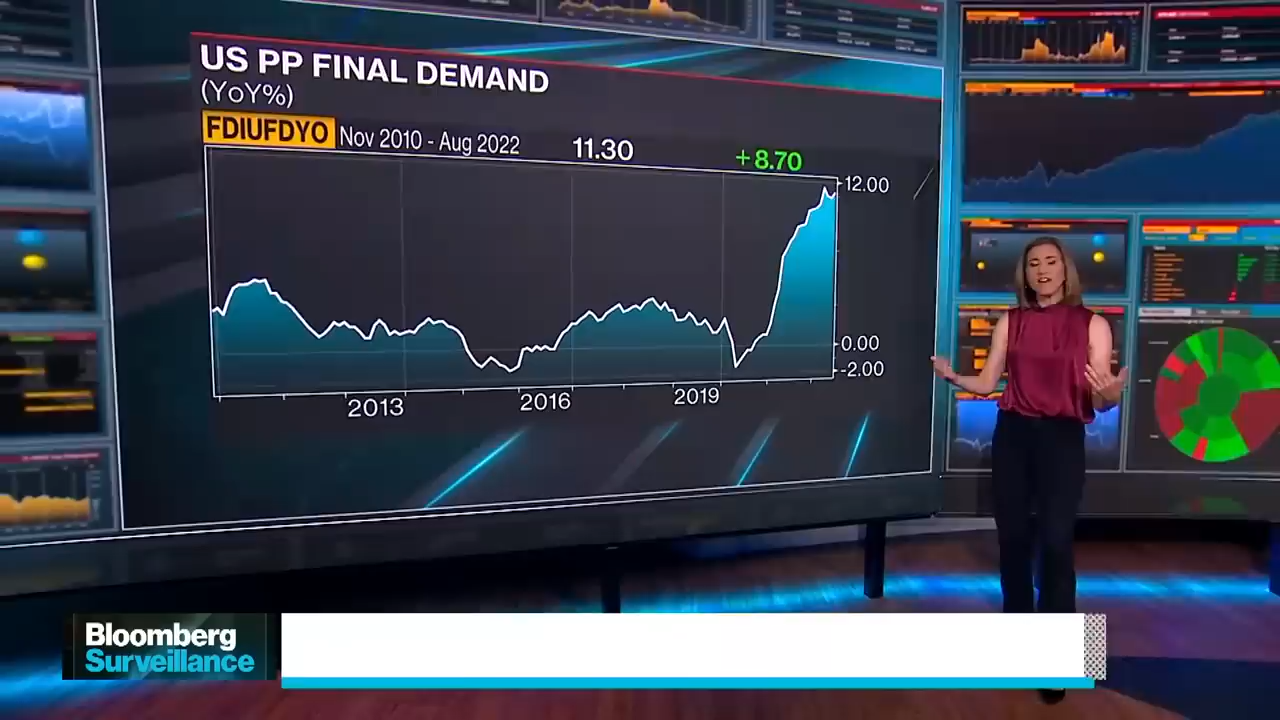 US PP FINAL DEMAND
(YoY%)
FDIUFDYO Nov 2010 - Aug 2022 11.30 +8.70
12.00
0.00
-2.00
2013 2016 2019
Bloomberg
Surveillance